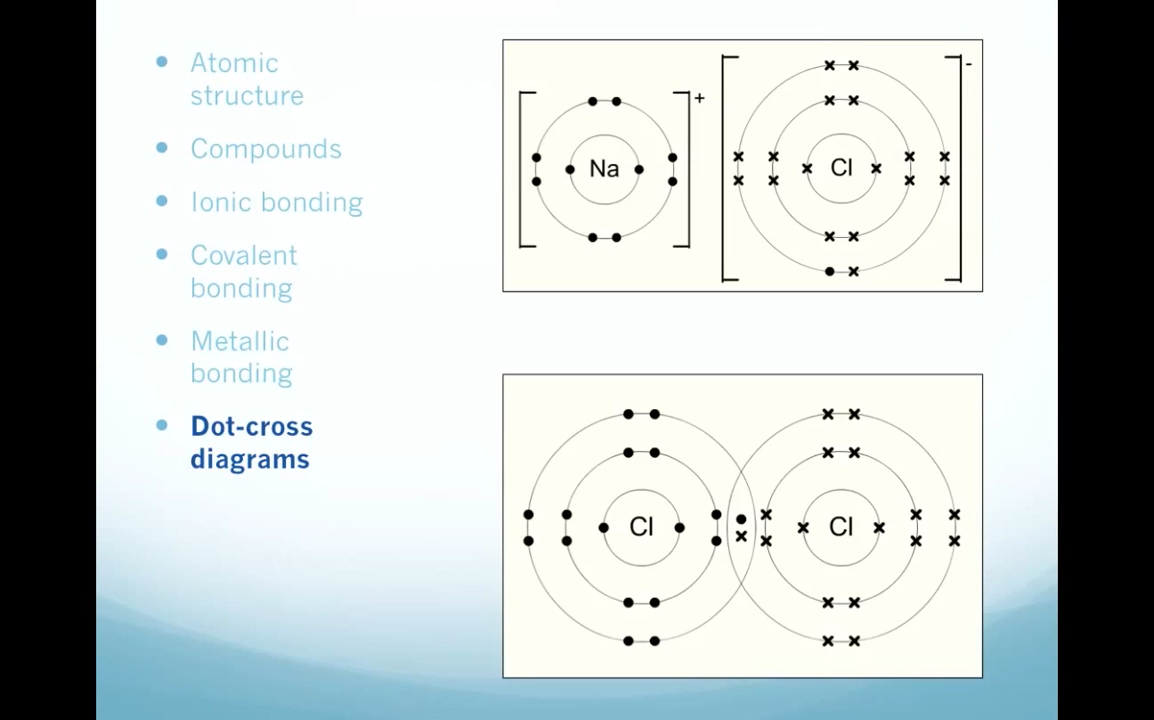 Atomic
structure
Compounds
Ionic bonding
Covalent
bonding
Metallic
bonding
Dot-cross
diagrams
Na
+
Cl
-
Cl
Cl